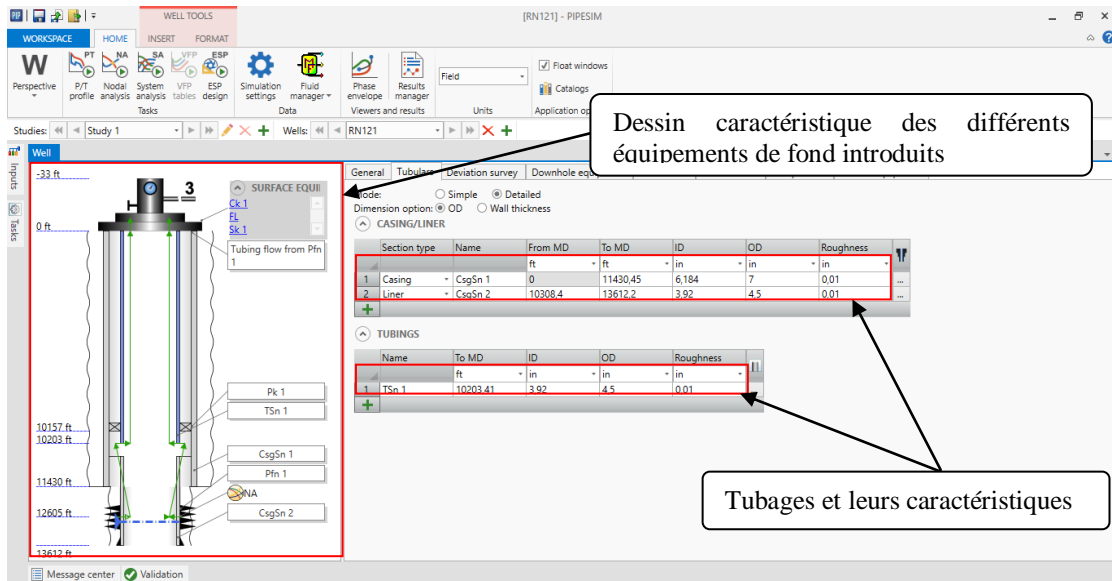 PIP
WELL TOOLS
[RN121] - PIPESIM
WORKSPACE HOME INSERT FORMAT
W PT NA SA VFP ESP
Perspective P/T profile Nodal analysis System analysis VFP tables ESP design Simulation settings Fluid manager Phase envelope Results manager
Field
Float windows
Catalogs
Tasks Data Viewers and results Units Application op
Studies: Study 1 Wells: RN121
Dessin caractéristique des différents
équipements de fond introduits
Inputs
Tasks
Well
-33 ft
3
SURFACE EQUI
Ck 1
FL
Sk 1
0 ft
Tubing flow from Pfn
1
Pk 1
TSn 1
10157 ft
10203 ft
CsgSn 1
11430 ft
Pfn 1
NA
12605 ft
CsgSn 2
13612 ft
General Tubulars Deviation survey Downhole equ
Mode: Simple Detailed
Dimension option: OD Wall thickness
CASING/LINER
Section type Name From MD To MD ID OD Roughness
ft ft in in in
1 Casing CsgSn 1 0 11430,45 6,184 7 0,01 ...
2 Liner CsgSn 2 10308,4 13612,2 3,92 4,5 0,01 ...
TUBINGS
Name To MD ID OD Roughness
ft in in in
1 TSn 1 10203,41 3,92 4,5 0,01
Tubages et leurs caractéristiques
Message center Validation